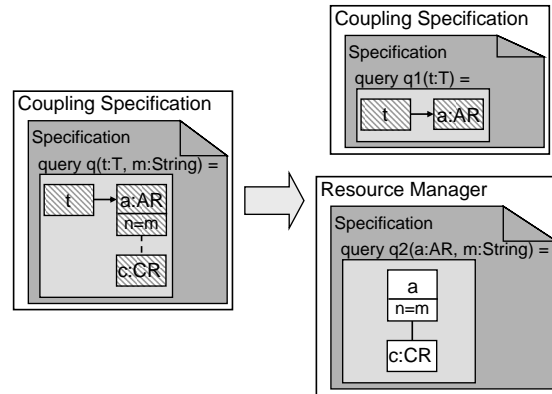 Coupling Specification
Specification
query q(t:T, m:String) =
t
a:AR
n=m
c:CR
Coupling Specification
Specification
query q1(t:T) =
t
a:AR
Resource Manager
Specification
query q2(a:AR, m:String) =
a
n=m
c:CR